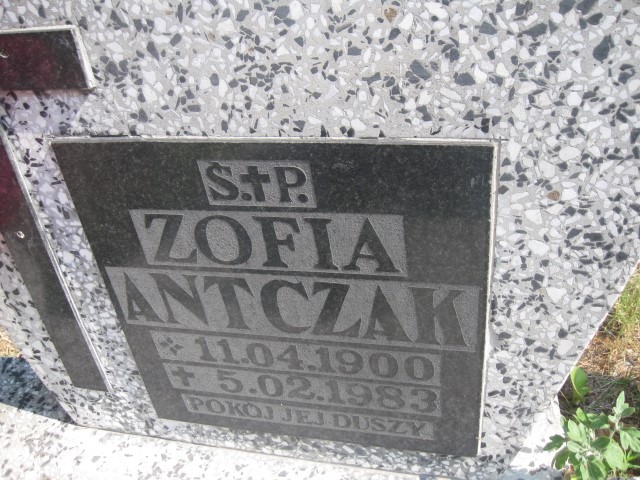 Ś.†P.
ZOFIA
ANTCZAK
* 11.04.1900
† 5.02.1983
POKÓJ JEJ DUSZY